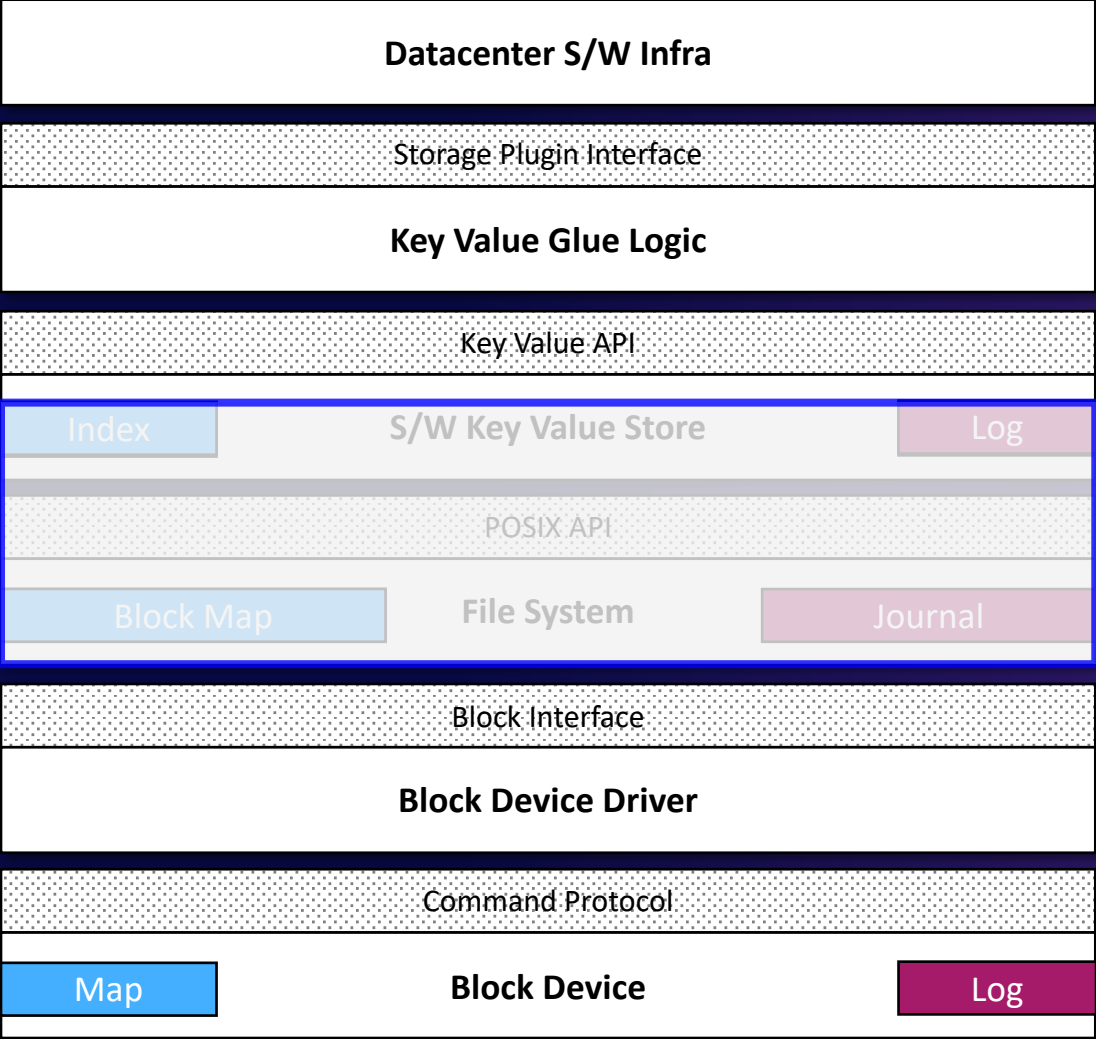 Datacenter S/W Infra
Storage Plugin Interface
Key Value Glue Logic
Key Value API
Index S/W Key Value Store Log
POSIX API
Block Map File System Journal
Block Interface
Block Device Driver
Command Protocol
Map Block Device Log